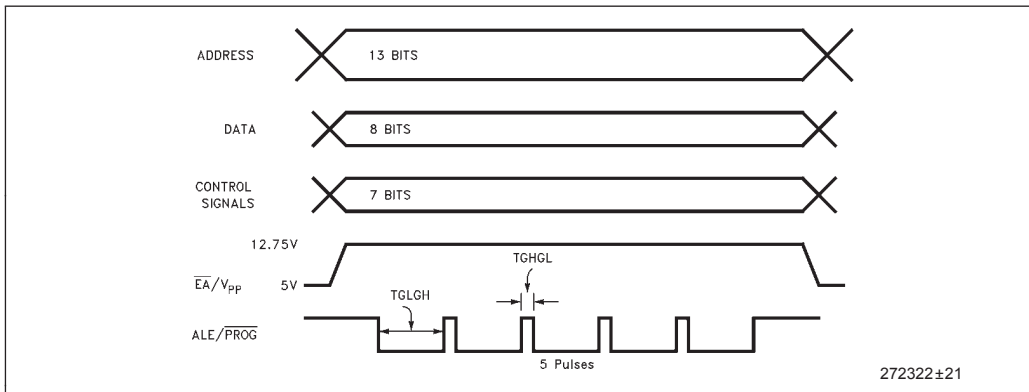 ADDRESS
13 BITS
DATA
8 BITS
CONTROL
SIGNALS
7 BITS
12.75V
EA/VPP
5V
TGHGL
TGLGH
ALE/PROG
5 Pulses
272322±21